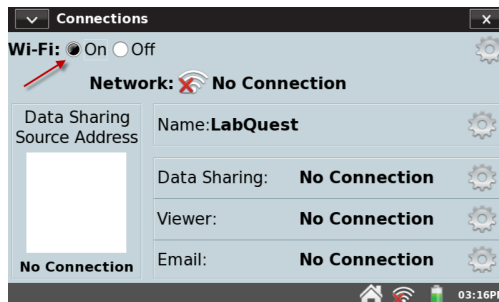 Connections
Wi-Fi: On Off
Network: No Connection
Data Sharing
Source Address
No Connection
Name:LabQuest
Data Sharing: No Connection
Viewer: No Connection
Email: No Connection
03:16P